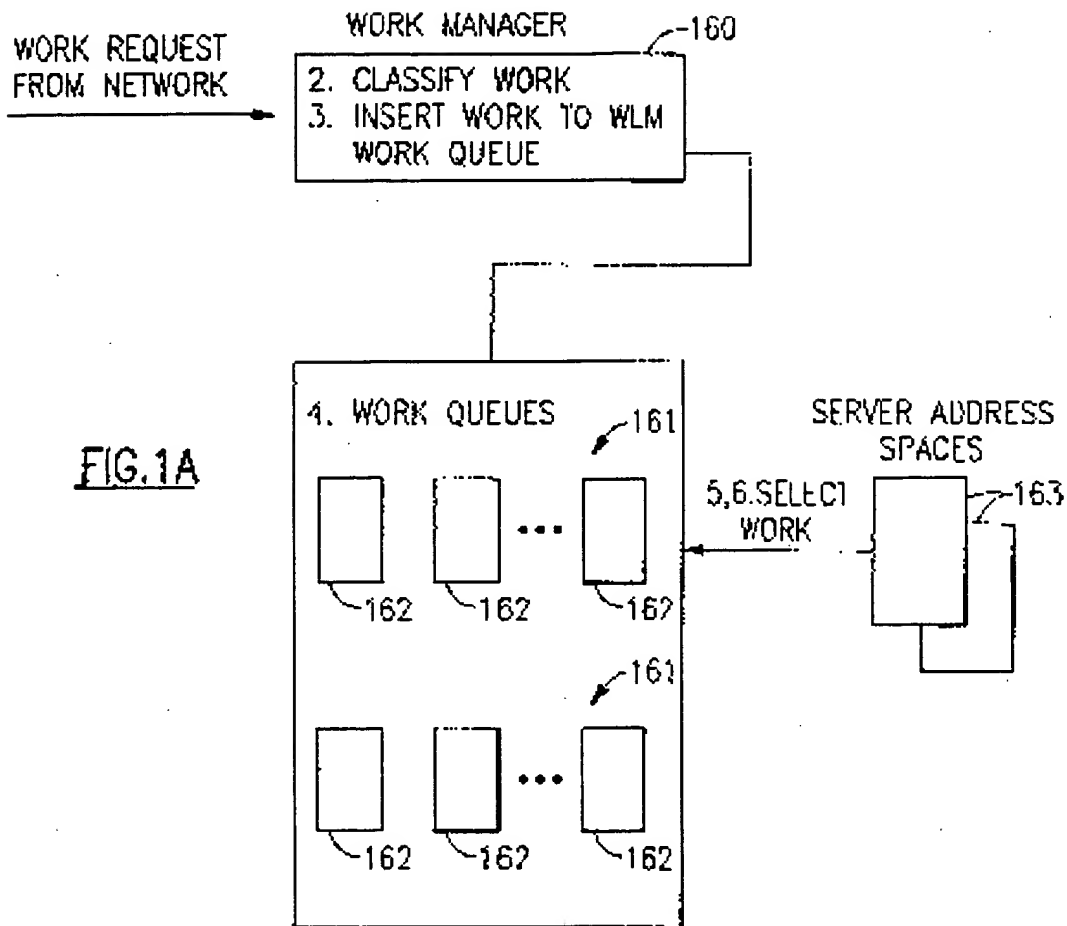 WORK REQUEST
FROM NETWORK
WORK MANAGER
160
2. CLASSIFY WORK
3. INSERT WORK TO WLM
WORK QUEUE
4. WORK QUEUES
161
FIG.1A
SERVER ADDRESS
SPACES
5,6.SELECT
WORK
163
162
162
162
161
162
162
162